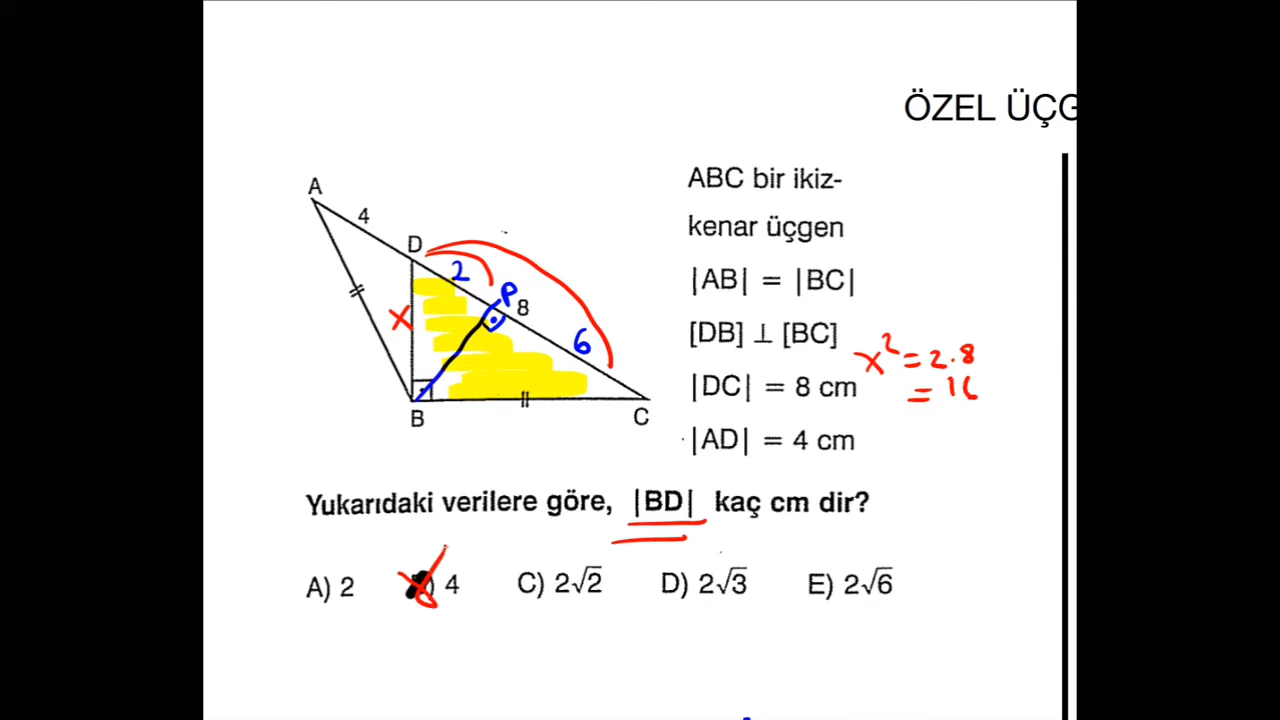 ÖZEL ÜÇG
A
4
D
2
P
8
6
x
B
C
ABC bir ikiz-
kenar üçgen
|AB| = |BC|
[DB] ⊥ [BC]
|DC| = 8 cm
|AD| = 4 cm
x² = 2.8
= 16
Yukarıdaki verilere göre, |BD| kaç cm dir?
A) 2 ) 4 C) 2√2 D) 2√3 E) 2√6